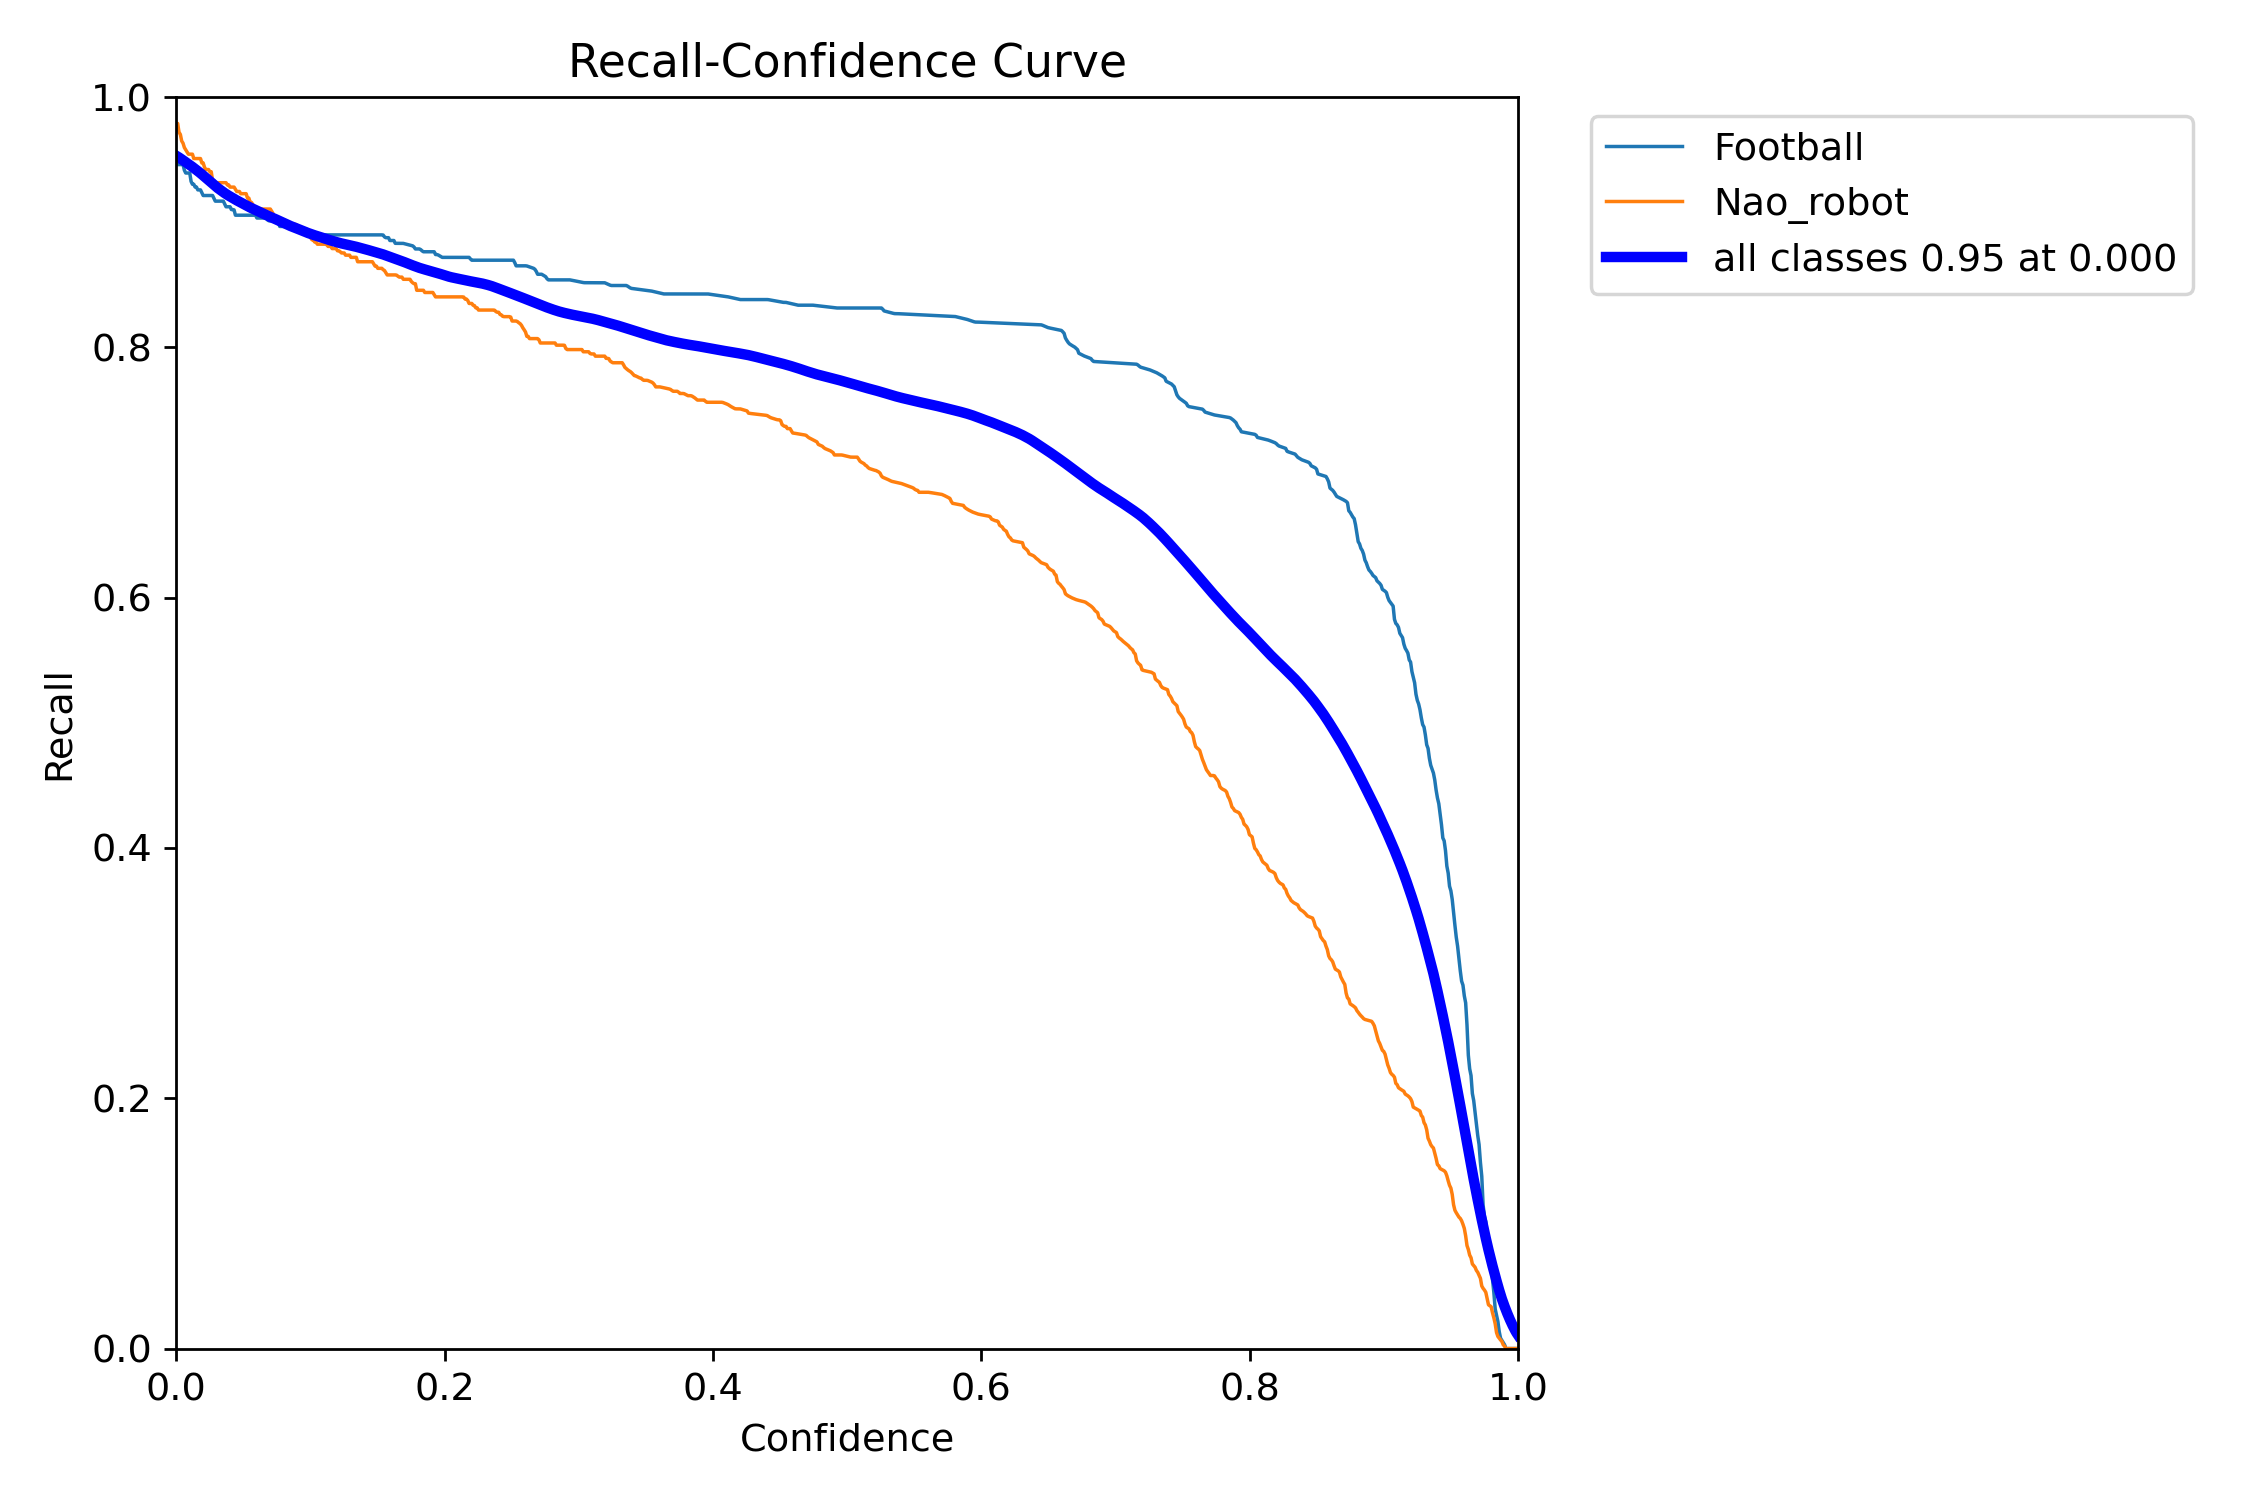 Recall-Confidence Curve
1.0
0.8
0.6
0.4
0.2
0.0
Recall
0.0 0.2 0.4 0.6 0.8 1.0
Confidence
Football
Nao_robot
all classes 0.95 at 0.000